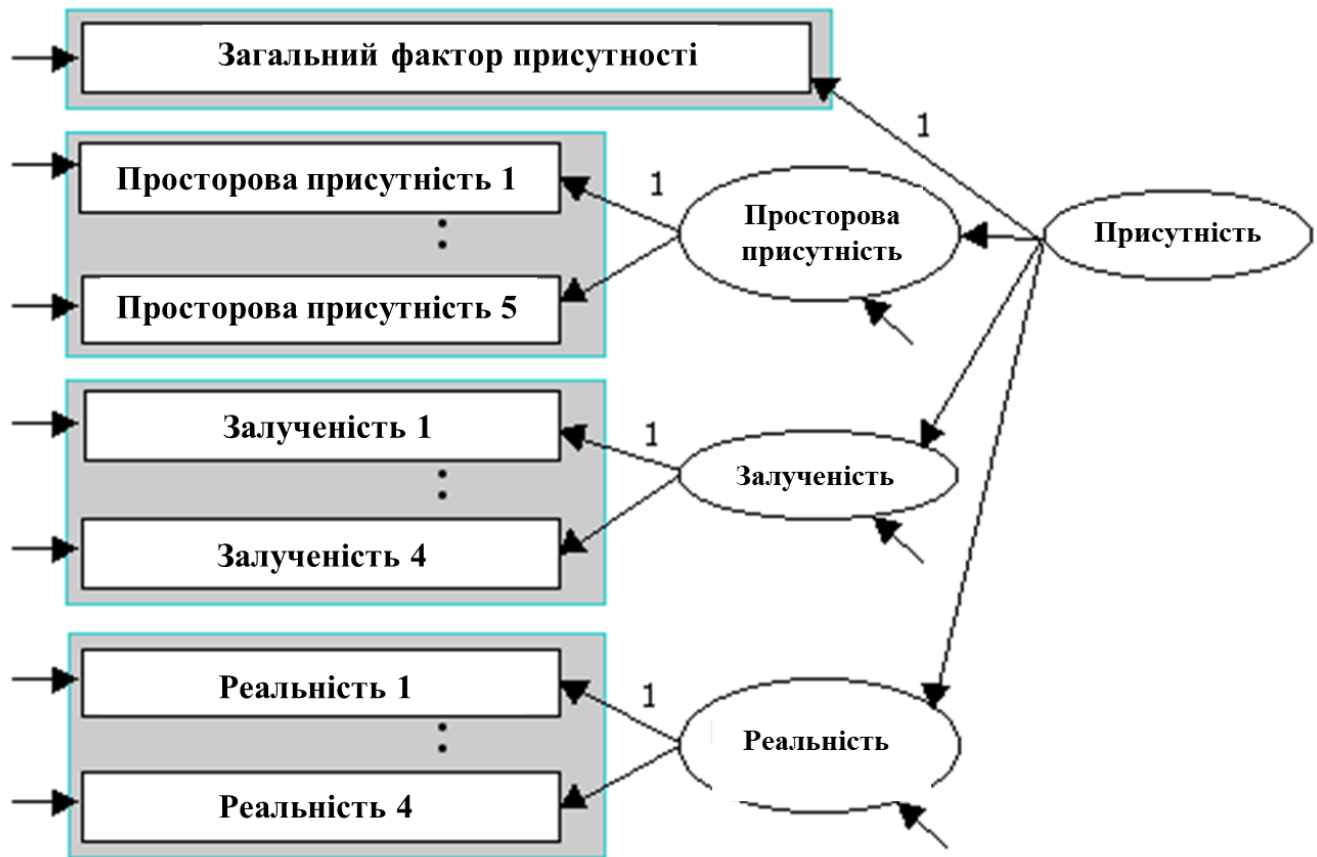 Загальний фактор присутності
1
Просторова присутність 1
1
Просторова
присутність
Присутність
Просторова присутність 5
Залученість 1
1
Залученість
Залученість 4
Реальність 1
1
Реальність
Реальність 4